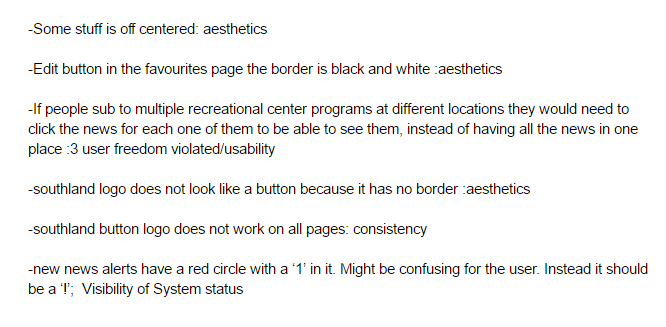 -Some stuff is off centered: aesthetics
-Edit button in the favourites page the border is black and white :aesthetics
-If people sub to multiple recreational center programs at different locations they would need to
click the news for each one of them to be able to see them, instead of having all the news in one
place :3 user freedom violated/usability
-southland logo does not look like a button because it has no border :aesthetics
-southland button logo does not work on all pages: consistency
-new news alerts have a red circle with a ‘1’ in it. Might be confusing for the user. Instead it should
be a ‘!’;  Visibility of System status